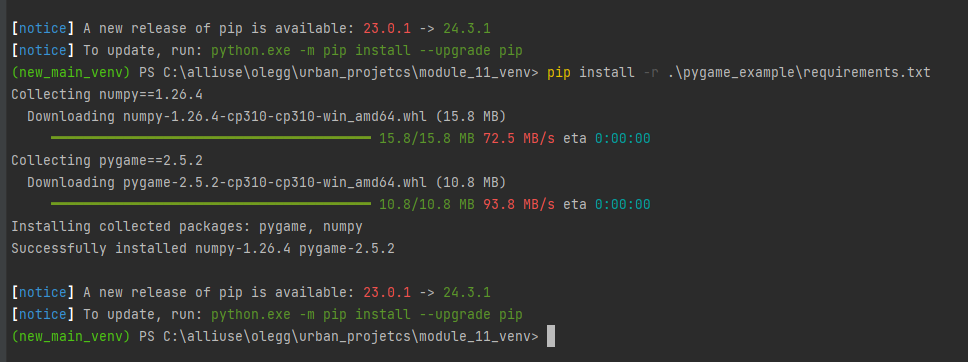 [notice] A new release of pip is available: 23.0.1 -> 24.3.1
[notice] To update, run: python.exe -m pip install --upgrade pip
(new_main_venv) PS C:\alliuse\olegg\urban_projetcs\module_11_venv> pip install -r .\pygame_example\requirements.txt
Collecting numpy==1.26.4
  Downloading numpy-1.26.4-cp310-cp310-win_amd64.whl (15.8 MB)
15.8/15.8 MB 72.5 MB/s eta 0:00:00
Collecting pygame==2.5.2
  Downloading pygame-2.5.2-cp310-cp310-win_amd64.whl (10.8 MB)
10.8/10.8 MB 93.8 MB/s eta 0:00:00
Installing collected packages: pygame, numpy
Successfully installed numpy-1.26.4 pygame-2.5.2
[notice] A new release of pip is available: 23.0.1 -> 24.3.1
[notice] To update, run: python.exe -m pip install --upgrade pip
(new_main_venv) PS C:\alliuse\olegg\urban_projetcs\module_11_venv>